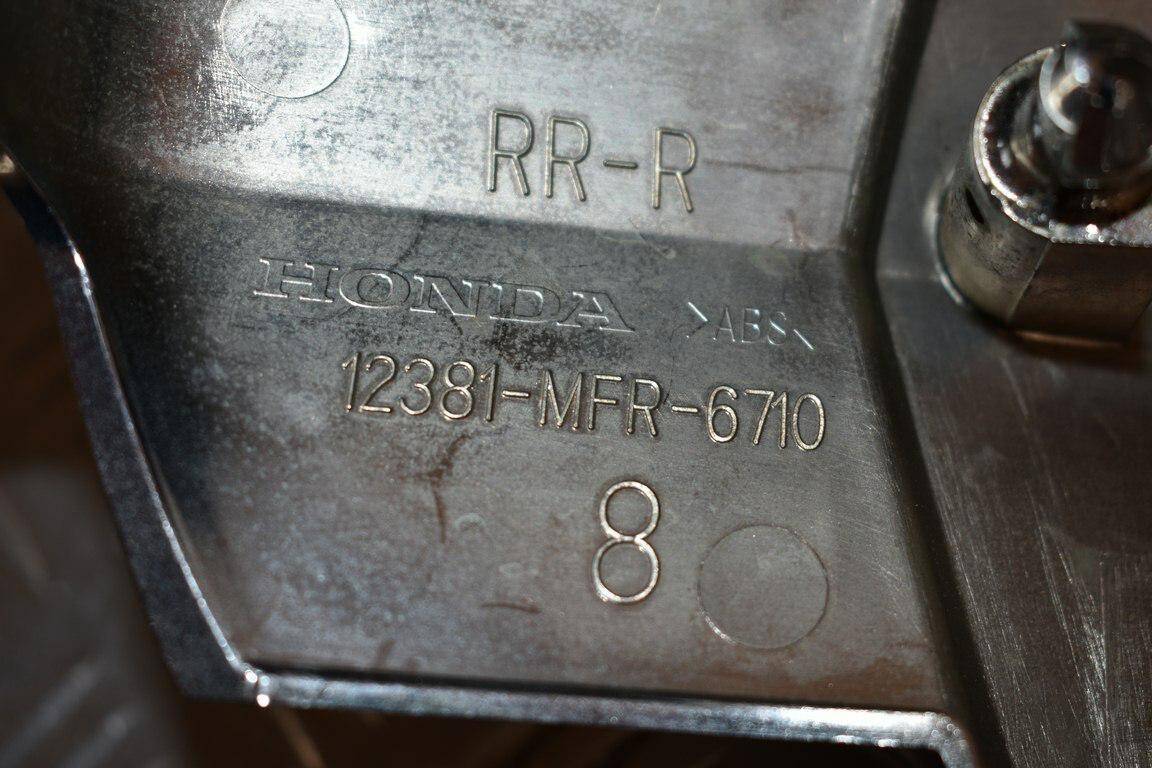 RR-R
HONDA >ABS<
12381-MFR-6710
8